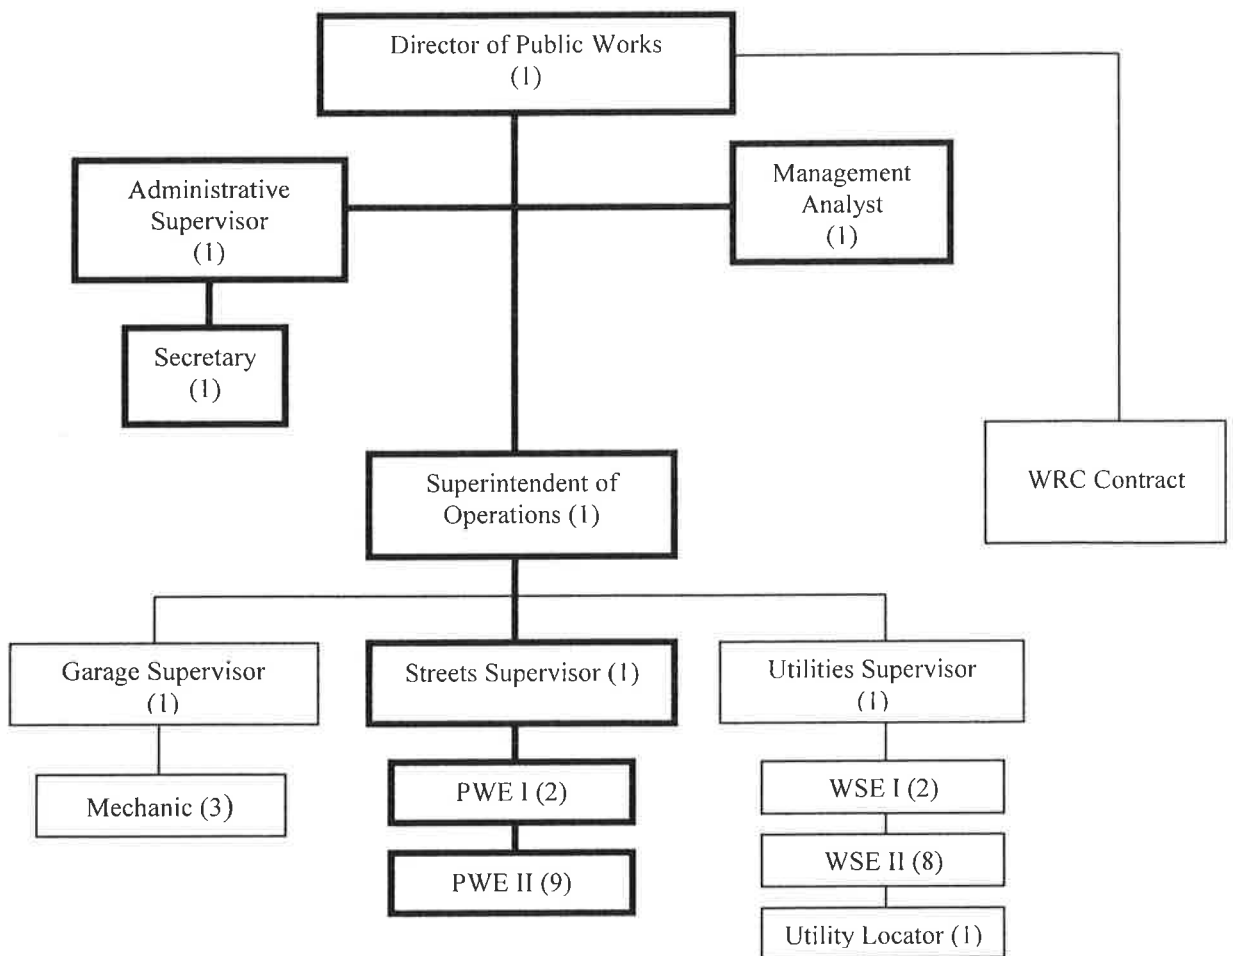 Director of Public Works
(1)
Administrative
Supervisor
(1)
Management
Analyst
(1)
Secretary
(1)
Superintendent of
Operations (1)
WRC Contract
Garage Supervisor
(1)
Streets Supervisor (1)
Utilities Supervisor
(1)
Mechanic (3)
PWE I (2)
WSE I (2)
PWE II (9)
WSE II (8)
Utility Locator (1)